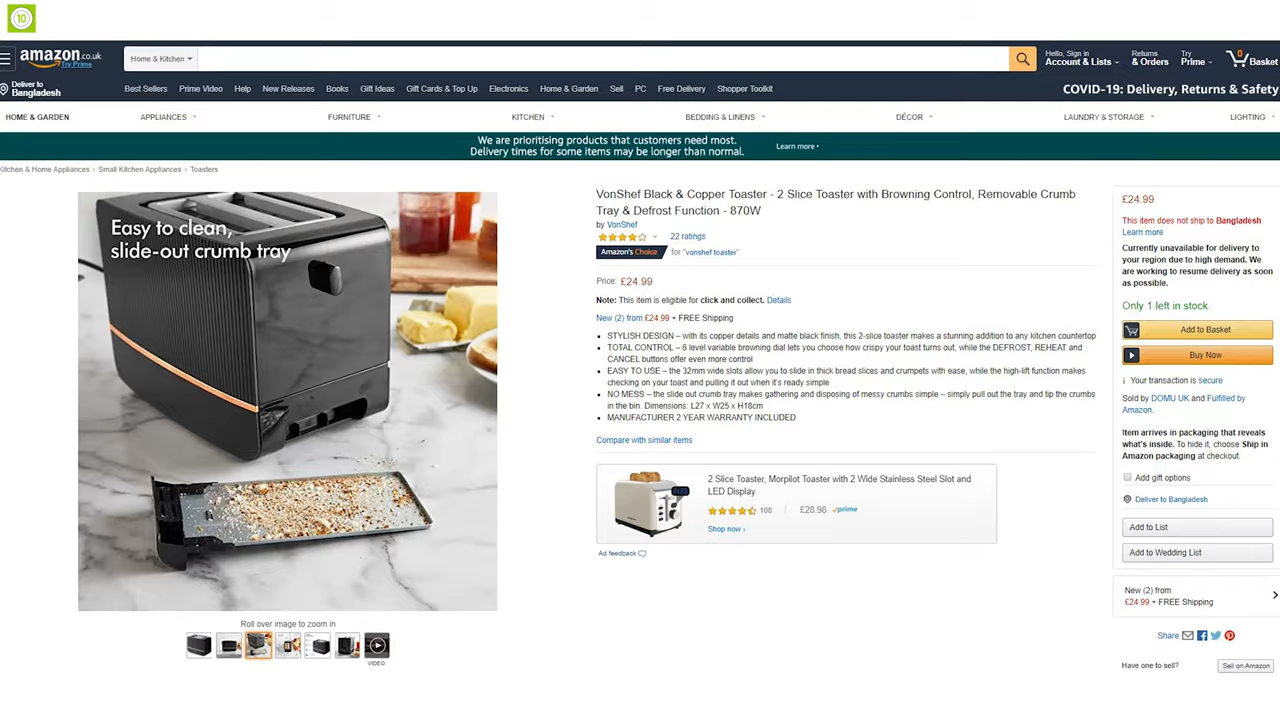 10
amazon.co.uk
Try Prime
Home & Kitchen
Hello, Sign in
Account & Lists
Returns
& Orders
Try
Prime
0
Basket
Deliver to
Bangladesh
Best Sellers
Prime Video
Help
New Releases
Books
Gift Ideas
Gift Cards & Top Up
Electronics
Home & Garden
Sell
PC
Free Delivery
Shopper Toolkit
COVID-19: Delivery, Returns & Safety
HOME & GARDEN
APPLIANCES
FURNITURE
KITCHEN
BEDDING & LINENS
DÉCOR
LAUNDRY & STORAGE
LIGHTING
We are prioritising products that customers need most.
Delivery times for some items may be longer than normal.
Learn more ›
Kitchen & Home Appliances › Small Kitchen Appliances › Toasters
Easy to clean,
slide-out crumb tray
Roll over image to zoom in
VIDEO
VonShef Black & Copper Toaster - 2 Slice Toaster with Browning Control, Removable Crumb
Tray & Defrost Function - 870W
by VonShef
22 ratings
Amazon's Choice for "vonshef toaster"
Price: £24.99
Note: This item is eligible for click and collect. Details
New (2) from £24.99 + FREE Shipping
• STYLISH DESIGN – with its copper details and matte black finish, this 2-slice toaster makes a stunning addition to any kitchen countertop
• TOTAL CONTROL – 6 level variable browning dial lets you choose how crispy your toast turns out, while the DEFROST, REHEAT and
CANCEL buttons offer even more control
• EASY TO USE – the 32mm wide slots allow you to slide in thick bread slices and crumpets with ease, while the high-lift function makes
checking on your toast and pulling it out when it's ready simple
• NO MESS – the slide out crumb tray makes gathering and disposing of messy crumbs simple – simply pull out the tray and tip the crumbs
in the bin. Dimensions: L27 x W25 x H18cm
• MANUFACTURER 2 YEAR WARRANTY INCLUDED
Compare with similar items
2 Slice Toaster, Morpilot Toaster with 2 Wide Stainless Steel Slot and
LED Display
108
£28.98
prime
Shop now ›
Ad feedback
£24.99
This item does not ship to Bangladesh.
Learn more
Currently unavailable for delivery to
your region due to high demand. We
are working to resume delivery as soon
as possible.
Only 1 left in stock.
Add to Basket
Buy Now
Your transaction is secure
Sold by DOMU UK and Fulfilled by
Amazon.
Item arrives in packaging that reveals
what's inside. To hide it, choose Ship in
Amazon packaging at checkout.
Add gift options
Deliver to Bangladesh
Add to List
Add to Wedding List
New (2) from
£24.99 + FREE Shipping
Share
Have one to sell?
Sell on Amazon